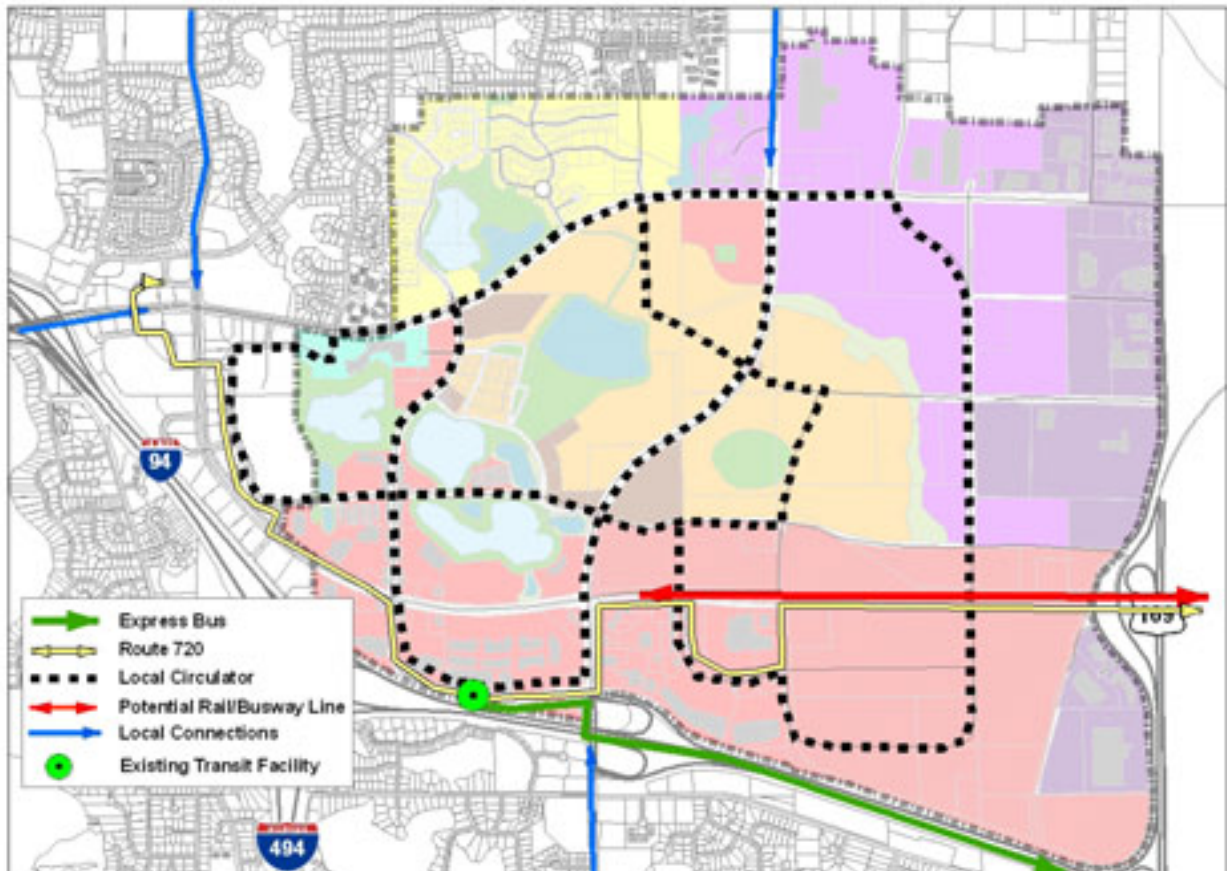 94
169
Express Bus
Route 720
Local Circulator
Potential Rail/Busway Line
Local Connections
Existing Transit Facility
494